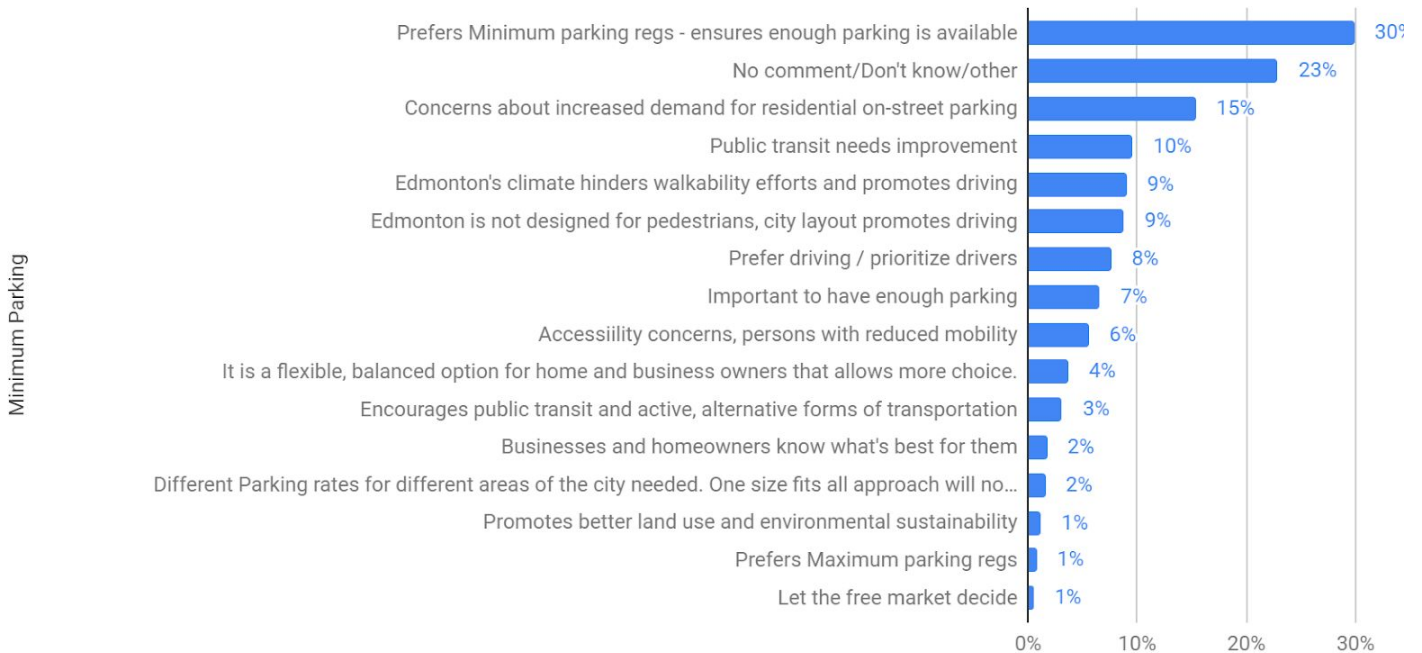 Minimum Parking
Prefers Minimum parking regs - ensures enough parking is available 30%
No comment/Don't know/other 23%
Concerns about increased demand for residential on-street parking 15%
Public transit needs improvement 10%
Edmonton's climate hinders walkability efforts and promotes driving 9%
Edmonton is not designed for pedestrians, city layout promotes driving 9%
Prefer driving / prioritize drivers 8%
Important to have enough parking 7%
Accessiility concerns, persons with reduced mobility 6%
It is a flexible, balanced option for home and business owners that allows more choice. 4%
Encourages public transit and active, alternative forms of transportation 3%
Businesses and homeowners know what's best for them 2%
Different Parking rates for different areas of the city needed. One size fits all approach will no… 2%
Promotes better land use and environmental sustainability 1%
Prefers Maximum parking regs 1%
Let the free market decide 1%
0% 10% 20% 30%